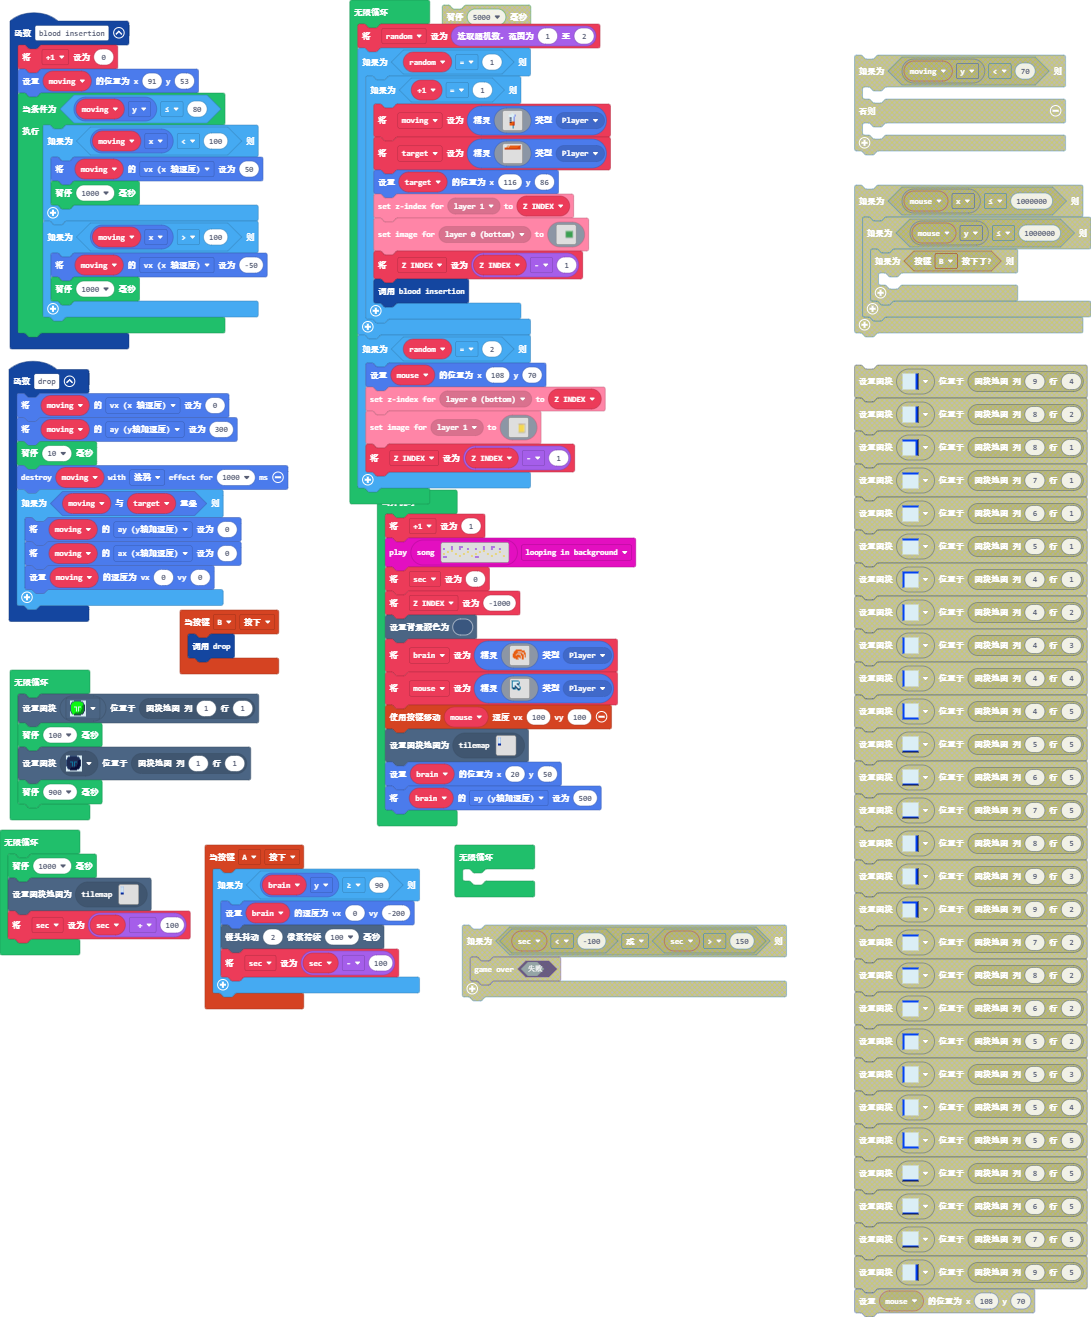 函数 blood insertion
将 +1 设为 0
设置 moving 的位置为 x 91 y 53
当条件为 moving y ≤ 80
执行
如果为 moving x < 100 则
将 moving 的 vx (x 轴速度) 设为 50
暂停 1000 毫秒
如果为 moving x > 100 则
将 moving 的 vx (x 轴速度) 设为 -50
暂停 1000 毫秒
函数 drop
将 moving 的 vx (x 轴速度) 设为 0
将 moving 的 ay (y轴加速度) 设为 300
暂停 10 毫秒
destroy moving with 涂鸦 effect for 1000 ms
如果为 moving 与 target 重叠 则
将 moving 的 ay (y轴加速度) 设为 0
将 moving 的 ax (x轴加速度) 设为 0
设置 moving 的速度为 vx 0 vy 0
当按键 B 按下
调用 drop
无限循环
设置图块 位置于 图块地图 列 1 行 1
暂停 100 毫秒
设置图块 位置于 图块地图 列 1 行 1
暂停 900 毫秒
无限循环
暂停 1000 毫秒
设置图块地图为 tilemap
将 sec 设为 sec + 100
当按键 A 按下
如果为 brain y ≥ 90 则
设置 brain 的速度为 vx 0 vy -200
镜头抖动 2 像素持续 100 毫秒
将 sec 设为 sec - 100
无限循环
暂停 5000 毫秒
将 random 设为 选取随机数，范围为 1 至 2
如果为 random = 1 则
如果为 +1 = 1 则
将 moving 设为 精灵 类型 Player
将 target 设为 精灵 类型 Player
设置 target 的位置为 x 116 y 86
set z-index for layer 1 to Z INDEX
set image for layer 0 (bottom) to
将 Z INDEX 设为 Z INDEX - 1
调用 blood insertion
如果为 random = 2 则
设置 mouse 的位置为 x 108 y 70
set z-index for layer 0 (bottom) to Z INDEX
set image for layer 1 to
将 Z INDEX 设为 Z INDEX - 1
将 +1 设为 1
play song looping in background
将 sec 设为 0
将 Z INDEX 设为 -1000
设置背景颜色为
将 brain 设为 精灵 类型 Player
将 mouse 设为 精灵 类型 Player
使用按键移动 mouse 速度 vx 100 vy 100
设置图块地图为 tilemap
设置 brain 的位置为 x 20 y 50
将 brain 的 ay (y轴加速度) 设为 500
无限循环
如果为 sec < -100 或 sec > 150 则
game over 失败
如果为 moving y < 70 则
否则
如果为 mouse x ≤ 1000000 则
如果为 mouse y ≤ 1000000 则
如果为 按键 B 按下了? 则
设置图块 位置于 图块地图 列 9 行 4
设置图块 位置于 图块地图 列 8 行 2
设置图块 位置于 图块地图 列 8 行 1
设置图块 位置于 图块地图 列 7 行 1
设置图块 位置于 图块地图 列 6 行 1
设置图块 位置于 图块地图 列 5 行 1
设置图块 位置于 图块地图 列 4 行 1
设置图块 位置于 图块地图 列 4 行 2
设置图块 位置于 图块地图 列 4 行 3
设置图块 位置于 图块地图 列 4 行 4
设置图块 位置于 图块地图 列 4 行 5
设置图块 位置于 图块地图 列 5 行 5
设置图块 位置于 图块地图 列 6 行 5
设置图块 位置于 图块地图 列 7 行 5
设置图块 位置于 图块地图 列 8 行 5
设置图块 位置于 图块地图 列 9 行 3
设置图块 位置于 图块地图 列 9 行 2
设置图块 位置于 图块地图 列 7 行 2
设置图块 位置于 图块地图 列 8 行 2
设置图块 位置于 图块地图 列 6 行 2
设置图块 位置于 图块地图 列 5 行 2
设置图块 位置于 图块地图 列 5 行 3
设置图块 位置于 图块地图 列 5 行 4
设置图块 位置于 图块地图 列 5 行 5
设置图块 位置于 图块地图 列 8 行 5
设置图块 位置于 图块地图 列 6 行 5
设置图块 位置于 图块地图 列 7 行 5
设置图块 位置于 图块地图 列 9 行 5
设置 mouse 的位置为 x 108 y 70